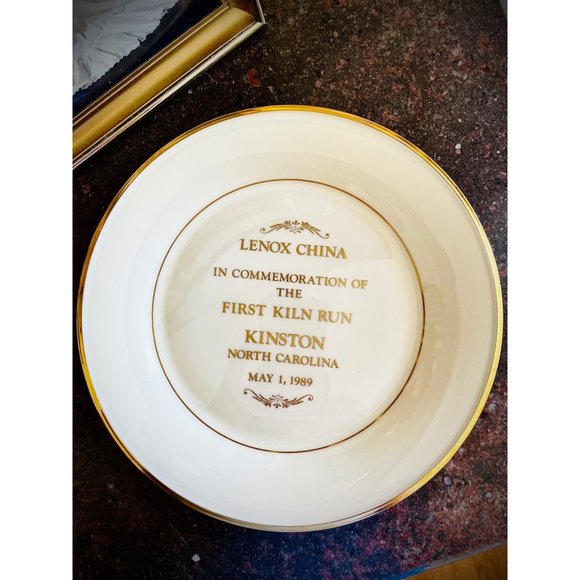 LENOX CHINA
IN COMMEMORATION OF
THE
FIRST KILN RUN
KINSTON
NORTH CAROLINA
MAY 1, 1989